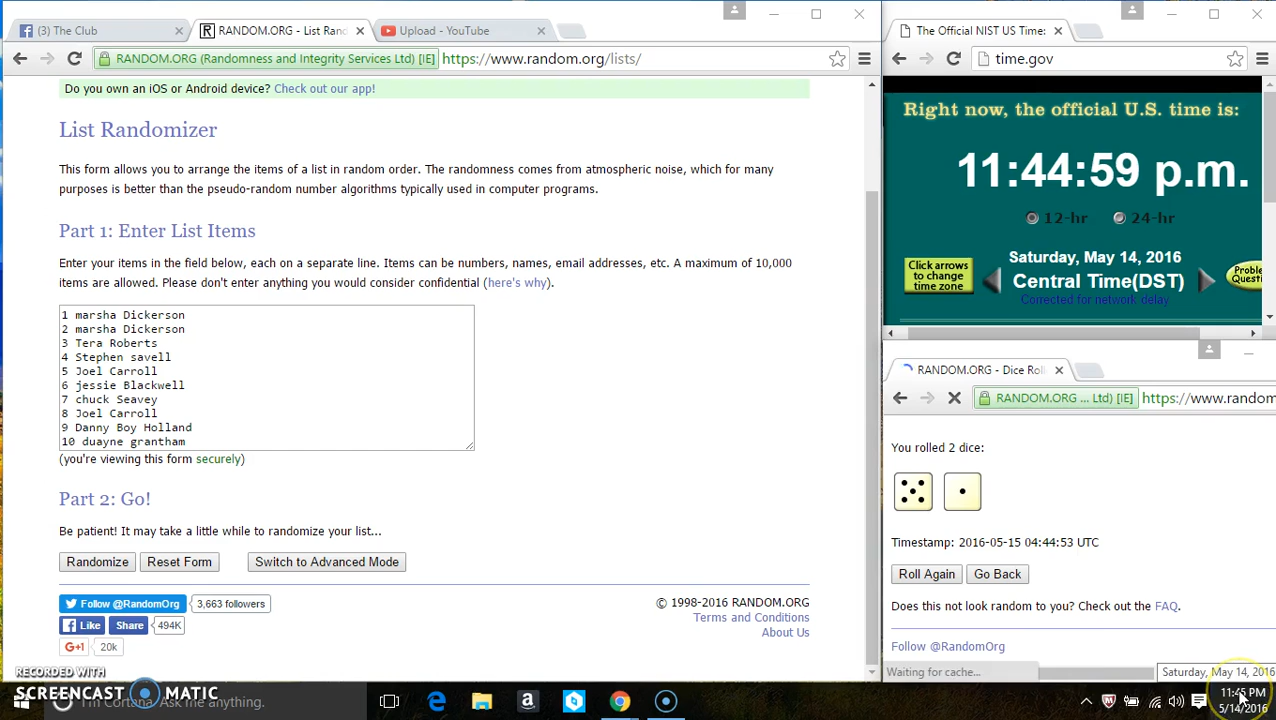 (3) The Club
RANDOM.ORG - List Ran
Upload - YouTube
RANDOM.ORG (Randomness and Integrity Services Ltd) [IE] https://www.random.org/lists/
Do you own an iOS or Android device? Check out our app!
List Randomizer
This form allows you to arrange the items of a list in random order. The randomness comes from atmospheric noise, which for many
purposes is better than the pseudo-random number algorithms typically used in computer programs.
Part 1: Enter List Items
Enter your items in the field below, each on a separate line. Items can be numbers, names, email addresses, etc. A maximum of 10,000
items are allowed. Please don't enter anything you would consider confidential (here's why).
1 marsha Dickerson
2 marsha Dickerson
3 Tera Roberts
4 Stephen savell
5 Joel Carroll
6 jessie Blackwell
7 chuck Seavey
8 Joel Carroll
9 Danny Boy Holland
10 duayne grantham
(you're viewing this form securely)
Part 2: Go!
Be patient! It may take a little while to randomize your list...
Randomize
Reset Form
Switch to Advanced Mode
Follow @RandomOrg
3,663 followers
Like
Share
494K
G+1
20k
© 1998-2016 RANDOM.ORG
Terms and Conditions
About Us
The Official NIST US Time:
time.gov
Right now, the official U.S. time is:
11:44:59 p.m.
12-hr
24-hr
Click arrows
to change
time zone
Saturday, May 14, 2016
Central Time(DST)
Corrected for network delay
Proble
Questi
RANDOM.ORG - Dice Roll
RANDOM.ORG ... Ltd) [IE] https://www.random
You rolled 2 dice:
Timestamp: 2016-05-15 04:44:53 UTC
Roll Again
Go Back
Does this not look random to you? Check out the FAQ.
Follow @RandomOrg
Waiting for cache...
Saturday, May 14, 2016
RECORDED WITH
SCREENCAST MATIC
I'm Cortana. Ask me anything.
11:45 PM
5/14/2016